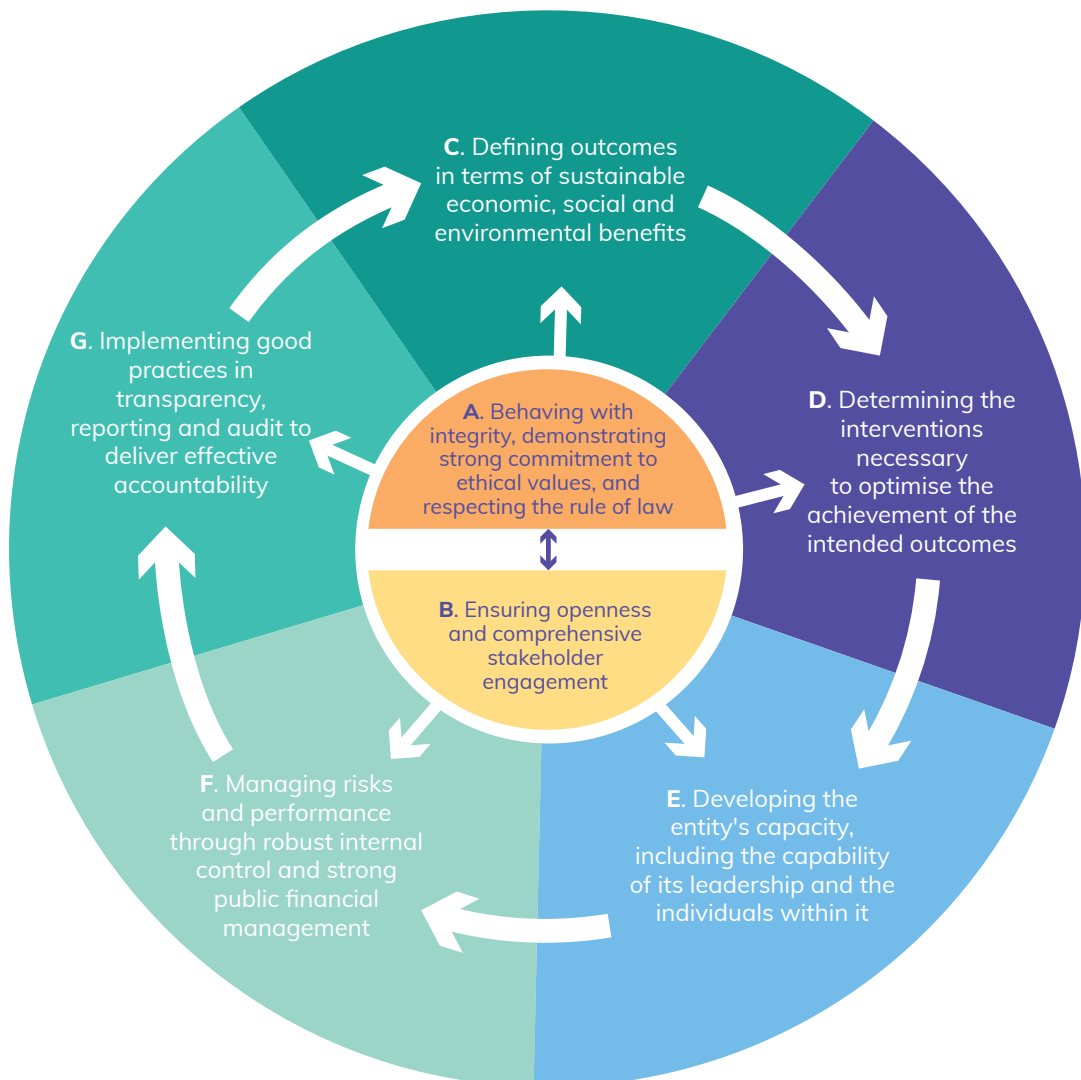 C. Defining outcomes
in terms of sustainable
economic, social and
environmental benefits
G. Implementing good
practices in
transparency,
reporting and audit to
deliver effective
accountability
A. Behaving with
integrity, demonstrating
strong commitment to
ethical values, and
respecting the rule of law
D. Determining the
interventions
necessary
to optimise the
achievement of the
intended outcomes
B. Ensuring openness
and comprehensive
stakeholder
engagement
F. Managing risks
and performance
through robust internal
control and strong
public financial
management
E. Developing the
entity's capacity,
including the capability
of its leadership and the
individuals within it